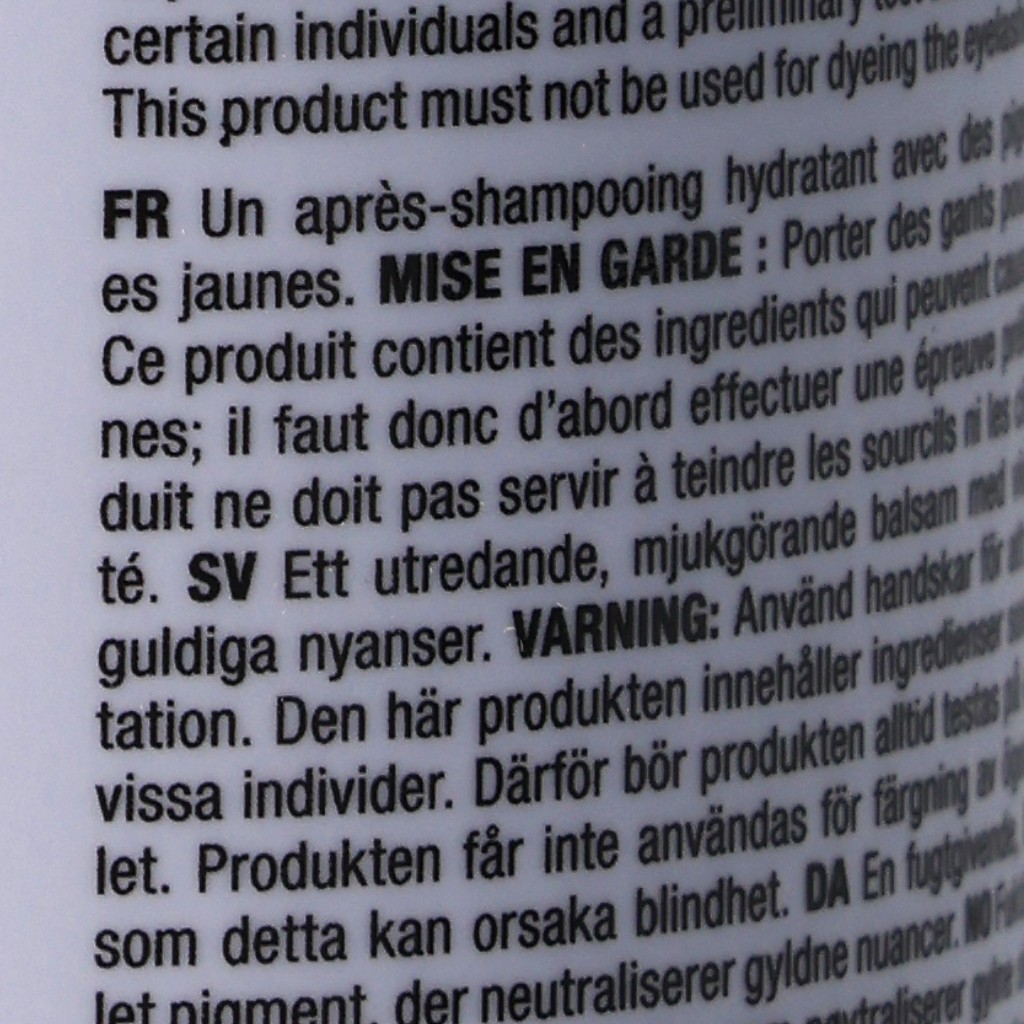 certain individuals and a preliminary
This product must not be used for dyeing the
FR Un après-shampooing hydratant avec des
es jaunes. MISE EN GARDE : Porter des gants
Ce produit contient des ingredients qui peuvent
nes; il faut donc d'abord effectuer une épreuve
duit ne doit pas servir à teindre les sourcils ni les
té. SV Ett utredande, mjukgörande balsam med
guldiga nyanser. VARNING: Använd handskar för
tation. Den här produkten innehåller ingredienser
vissa individer. Därför bör produkten alltid testas på
let. Produkten får inte användas för färgning av
som detta kan orsaka blindhet. DA En fugtgivende
let pigment, der neutraliserer gyldne nuancer. NO
neutraliserer gylne